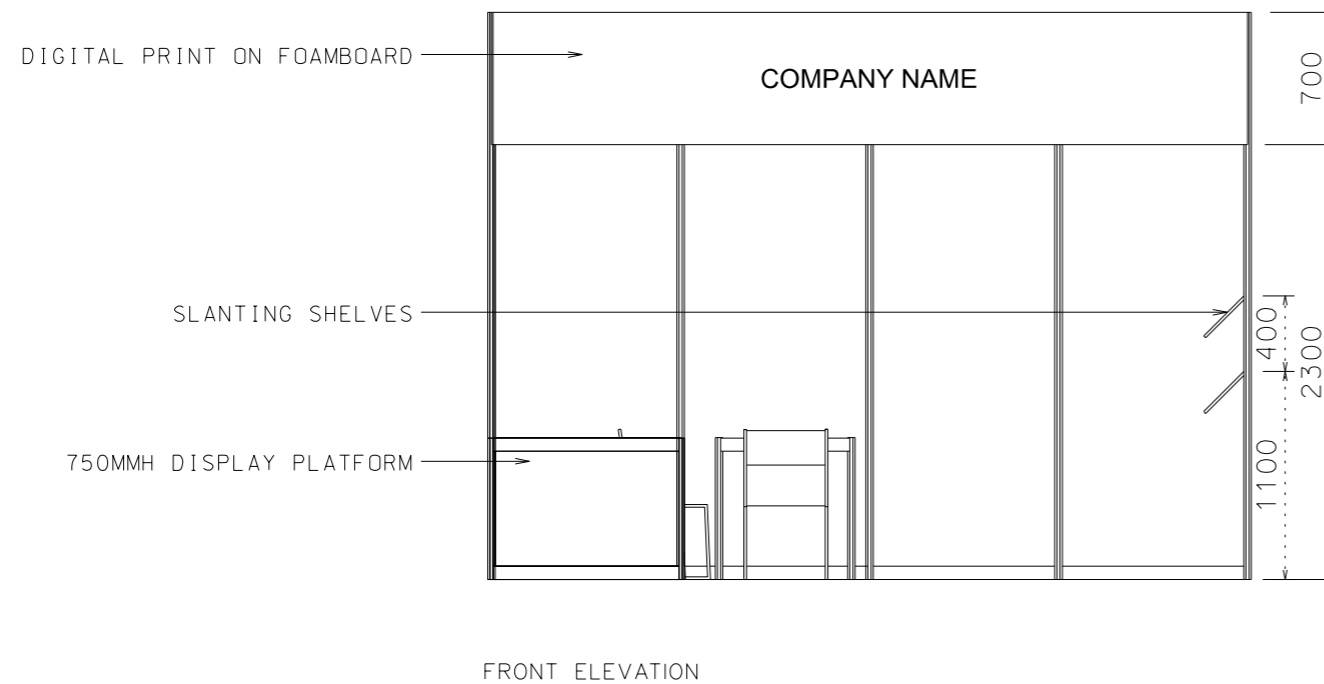 DIGITAL PRINT ON FOAMBOARD
COMPANY NAME
700
SLANTING SHELVES
400
2300
750MMH DISPLAY PLATFORM
1100
FRONT ELEVATION